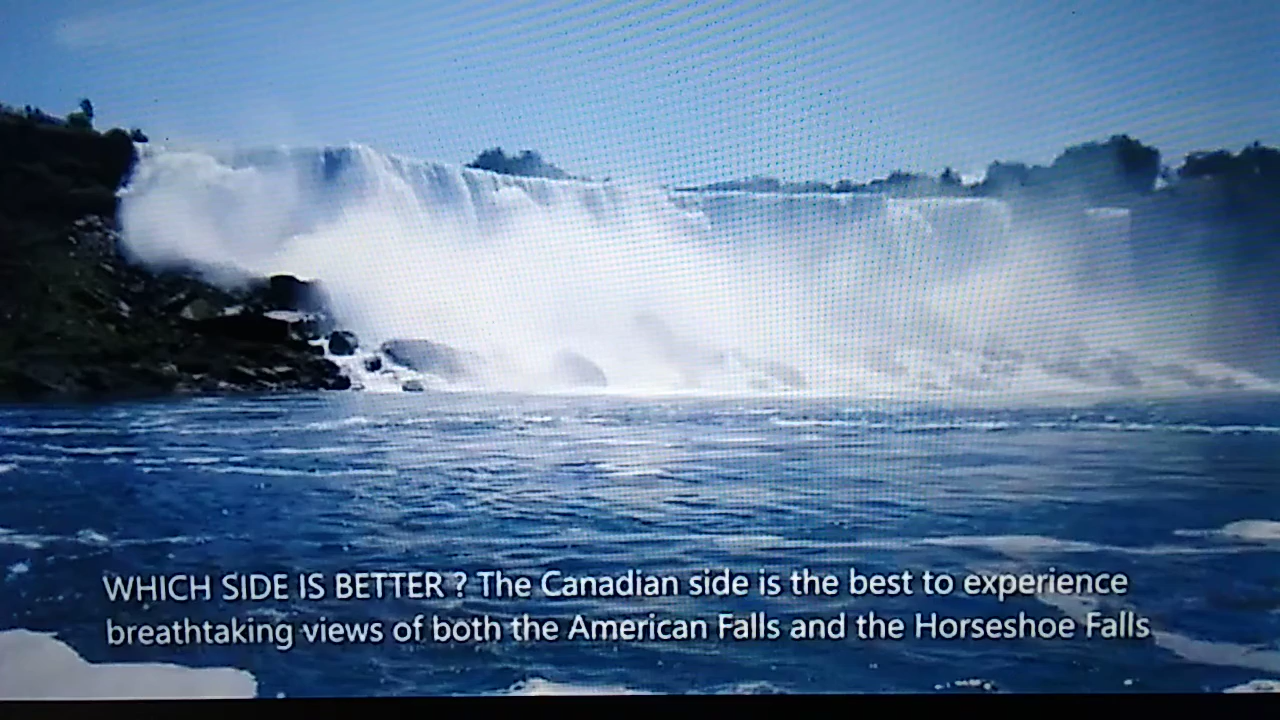 WHICH SIDE IS BETTER ? The Canadian side is the best to experience
breathtaking views of both the American Falls and the Horseshoe Falls